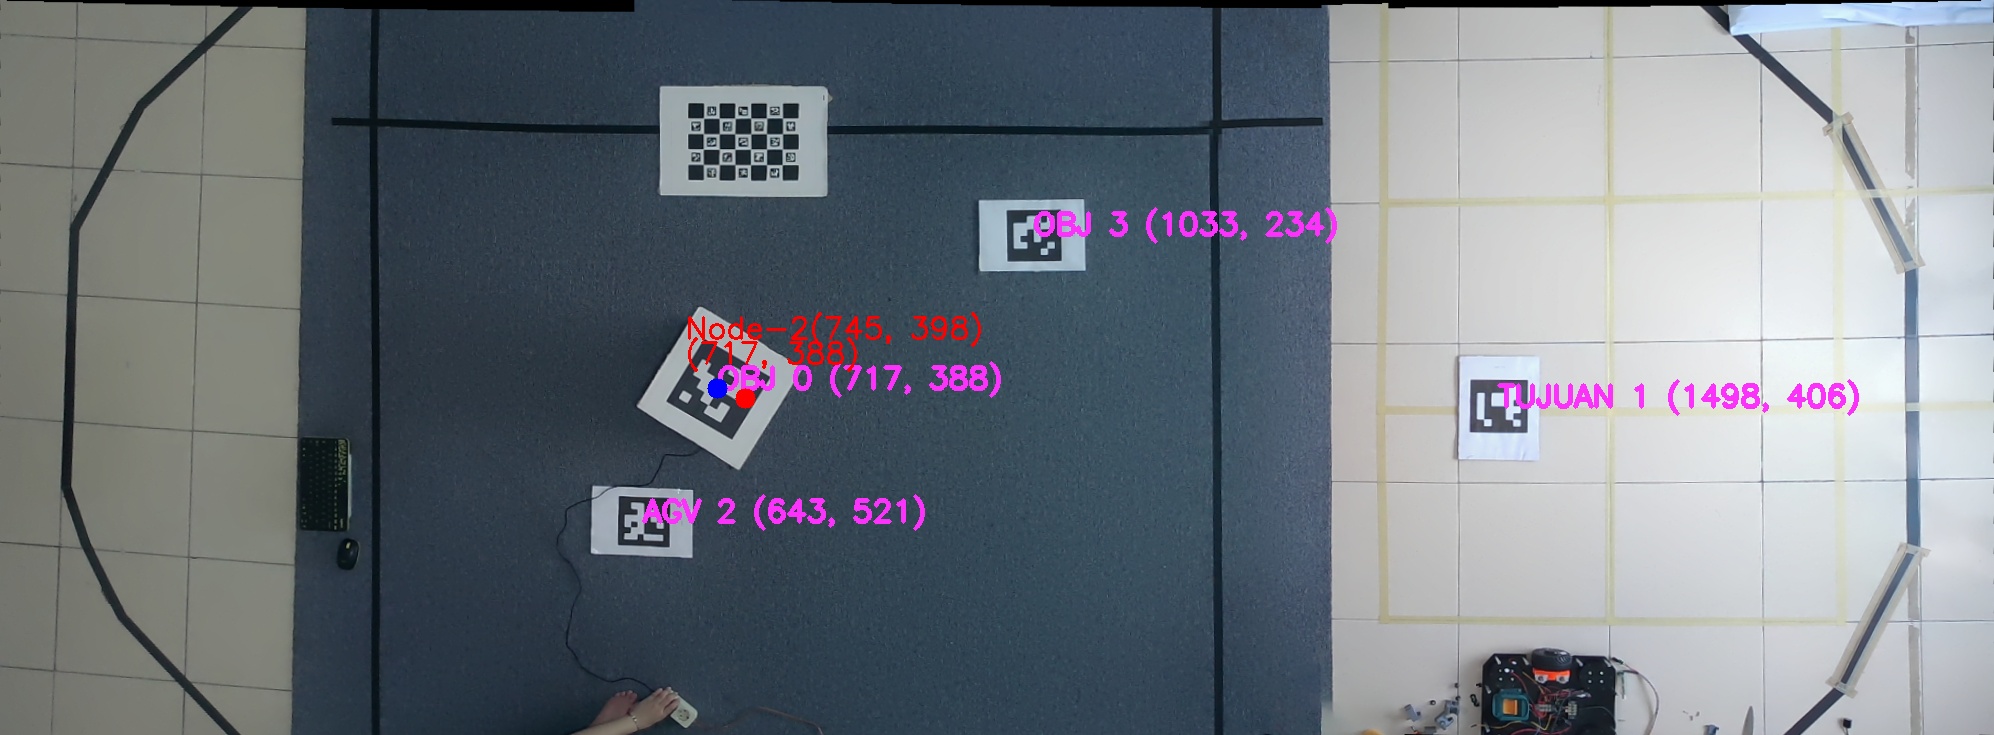 OBJ 3 (1033, 234)
Node-2(745, 398)
(717, 388)
OBJ 0 (717, 388)
TUJUAN 1 (1498, 406)
AGV 2 (643, 521)